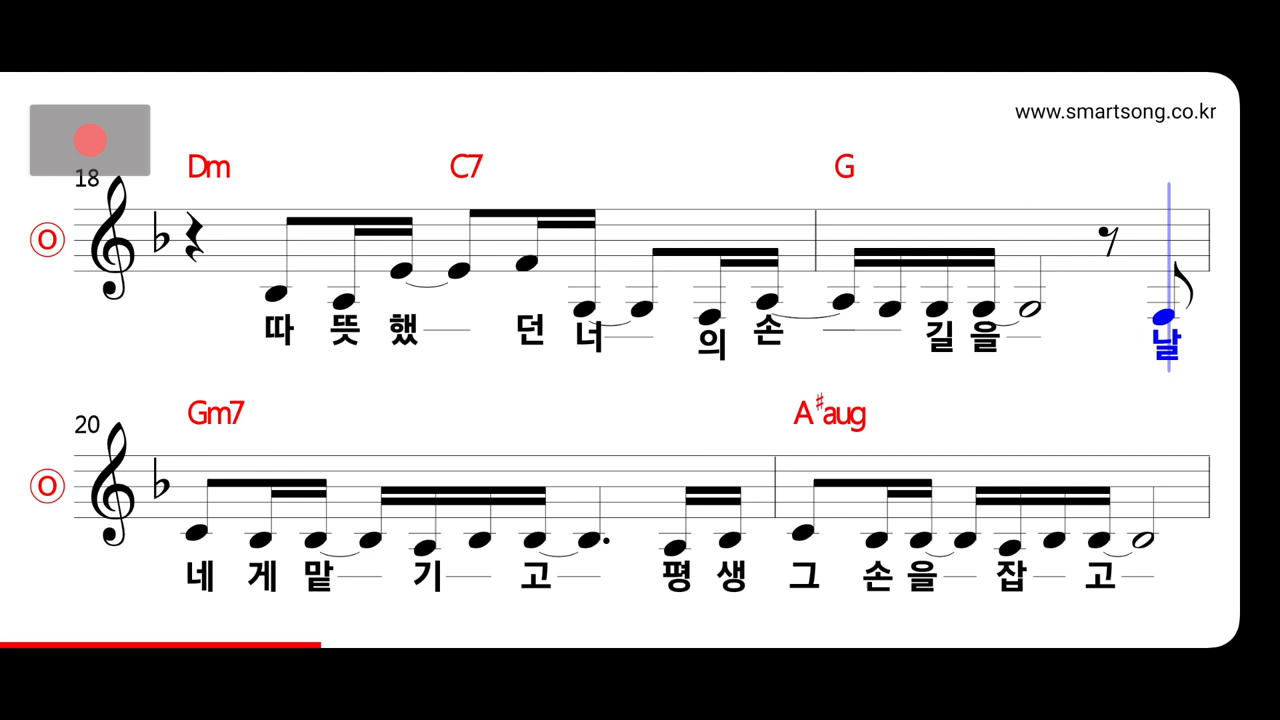 www.smartsong.co.kr
18 Dm C7 G
O
따 뜻 했 던 너 의 손 길 을 날
20 Gm7 A♯aug
O
네 게 맡 기 고 평 생 그 손 을 잡 고